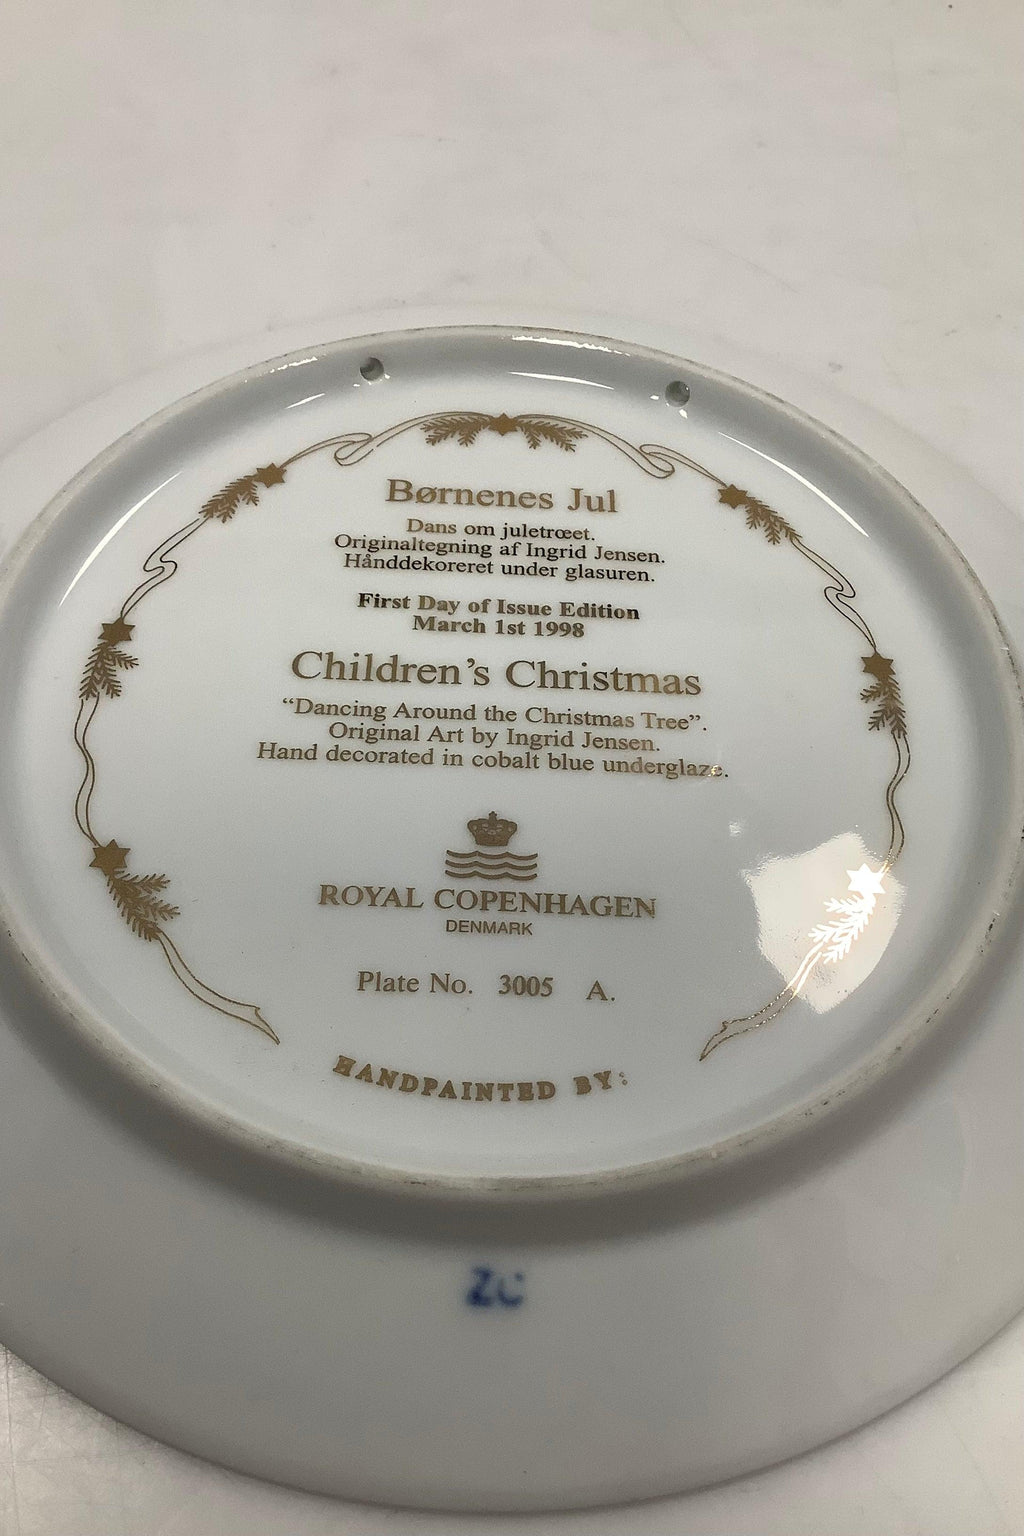 Børnenes Jul
Dans om juletrœet.
Originaltegning af Ingrid Jensen.
Hånddekoreret under glasuren.
First Day of Issue Edition
March 1st 1998
Children's Christmas
“Dancing Around the Christmas Tree”.
Original Art by Ingrid Jensen.
Hand decorated in cobalt blue underglaze.
ROYAL COPENHAGEN
DENMARK
Plate No. 3005 A.
HANDPAINTED BY:
ZC